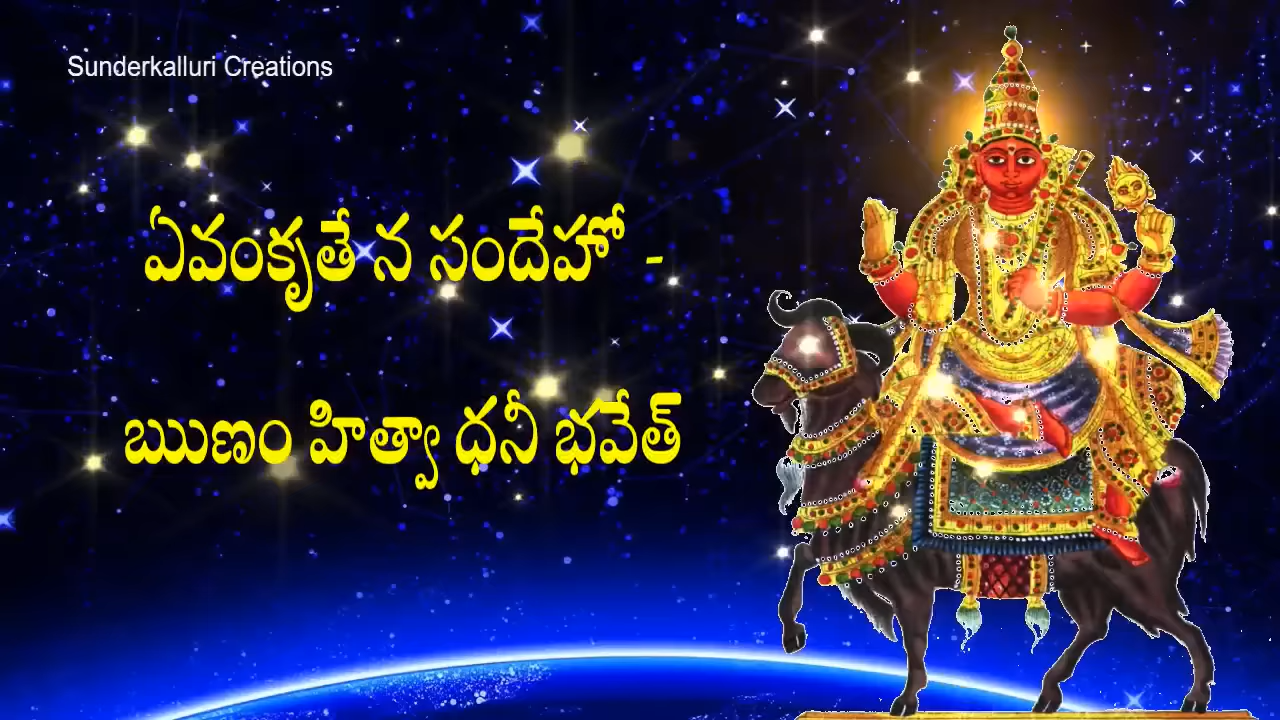 Sunderkalluri Creations
ఏవంకృతే న సందేహో -
ఋణం హిత్వా ధనీ భవేత్